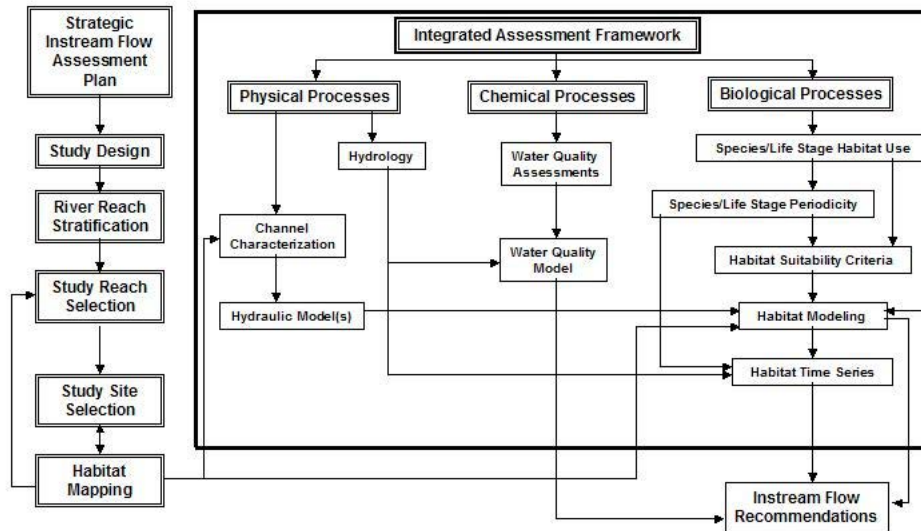 Strategic
Instream Flow
Assessment
Plan
Study Design
River Reach
Stratification
Study Reach
Selection
Study Site
Selection
Habitat
Mapping
Integrated Assessment Framework
Physical Processes
Chemical Processes
Biological Processes
Hydrology
Water Quality
Assessments
Species/Life Stage Habitat Use
Species/Life Stage Periodicity
Channel
Characterization
Water Quality
Model
Habitat Suitability Criteria
Hydraulic Model(s)
Habitat Modeling
Habitat Time Series
Instream Flow
Recommendations